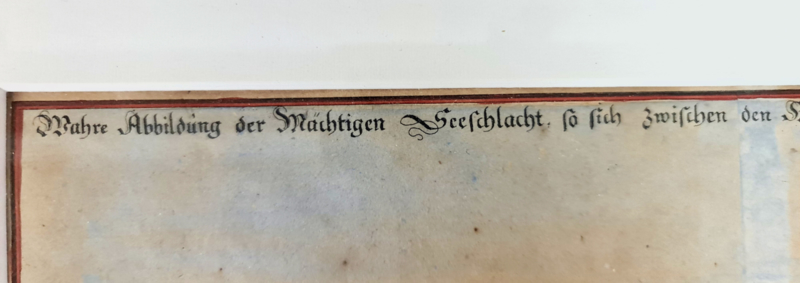 Wahre Abbildung der Mächtigen Seeschlacht, so sich zwischen den